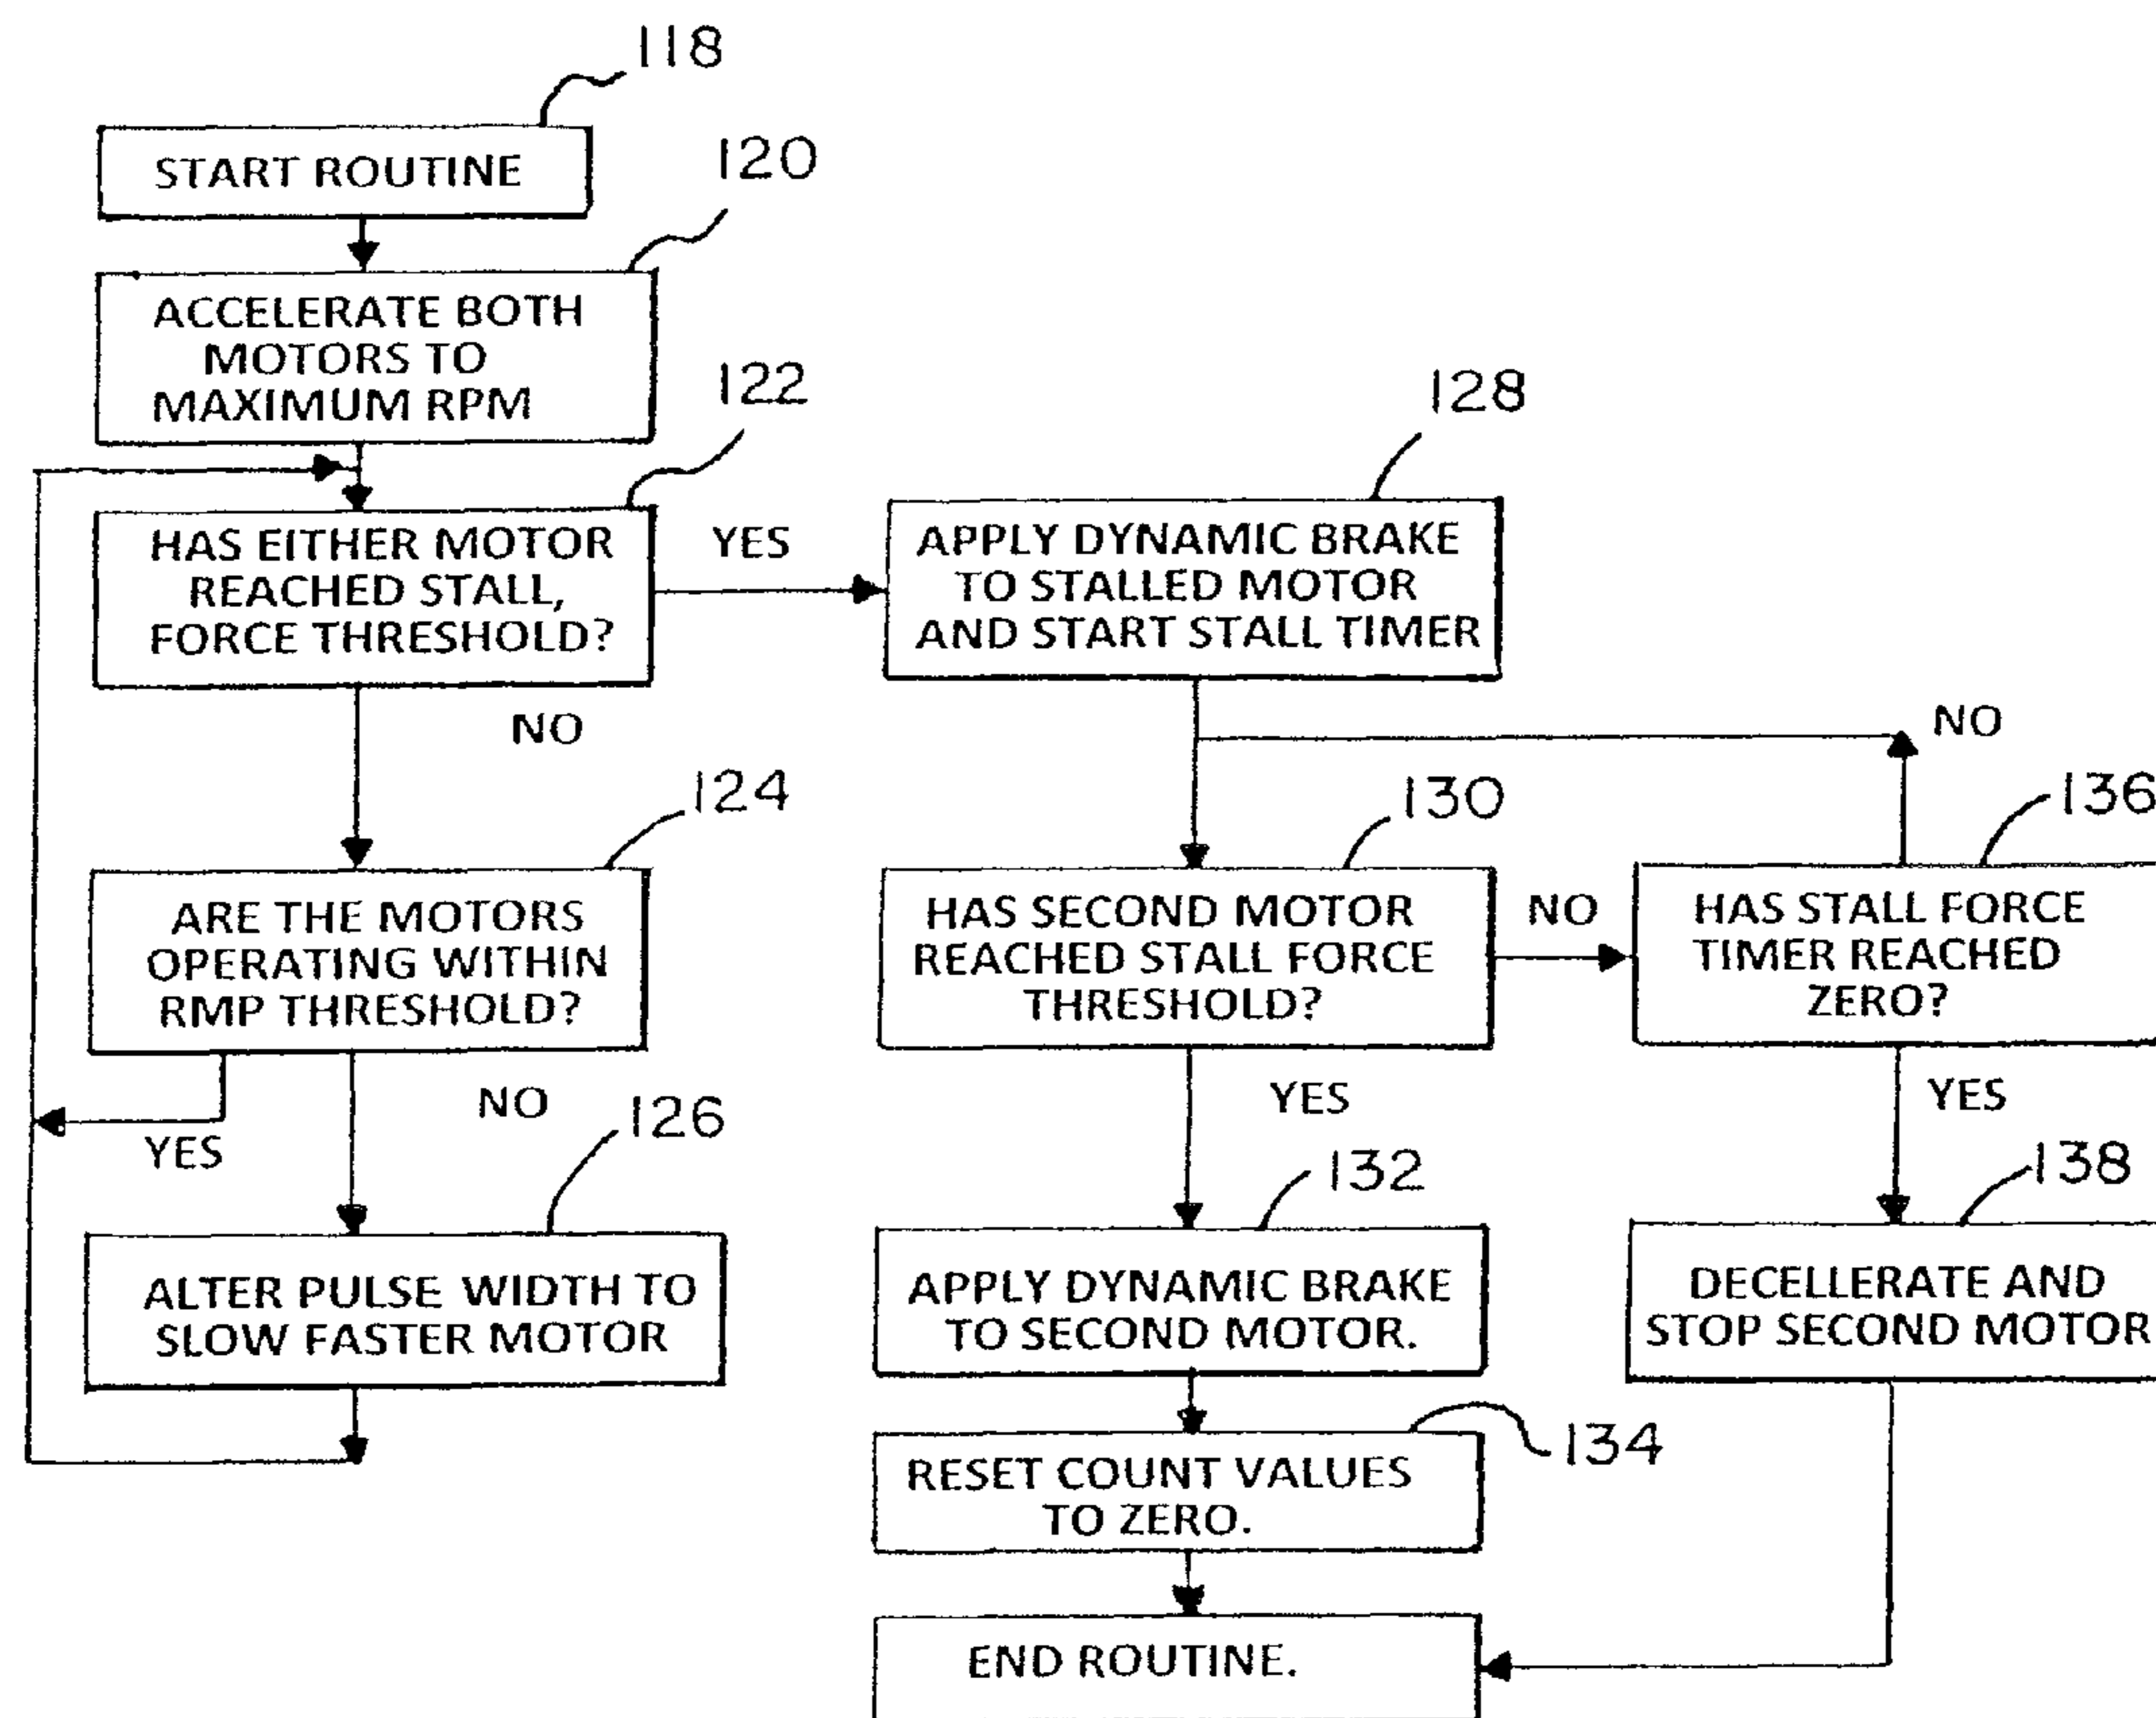 118
START ROUTINE
120
ACCELERATE BOTH
MOTORS TO
MAXIMUM RPM
122
HAS EITHER MOTOR
REACHED STALL,
FORCE THRESHOLD?
YES
NO
128
APPLY DYNAMIC BRAKE
TO STALLED MOTOR
AND START STALL TIMER
NO
124
ARE THE MOTORS
OPERATING WITHIN
RMP THRESHOLD?
YES
NO
130
HAS SECOND MOTOR
REACHED STALL FORCE
THRESHOLD?
NO
YES
136
HAS STALL FORCE
TIMER REACHED
ZERO?
YES
126
ALTER PULSE WIDTH TO
SLOW FASTER MOTOR
132
APPLY DYNAMIC BRAKE
TO SECOND MOTOR.
138
DECELLERATE AND
STOP SECOND MOTOR
134
RESET COUNT VALUES
TO ZERO.
END ROUTINE.